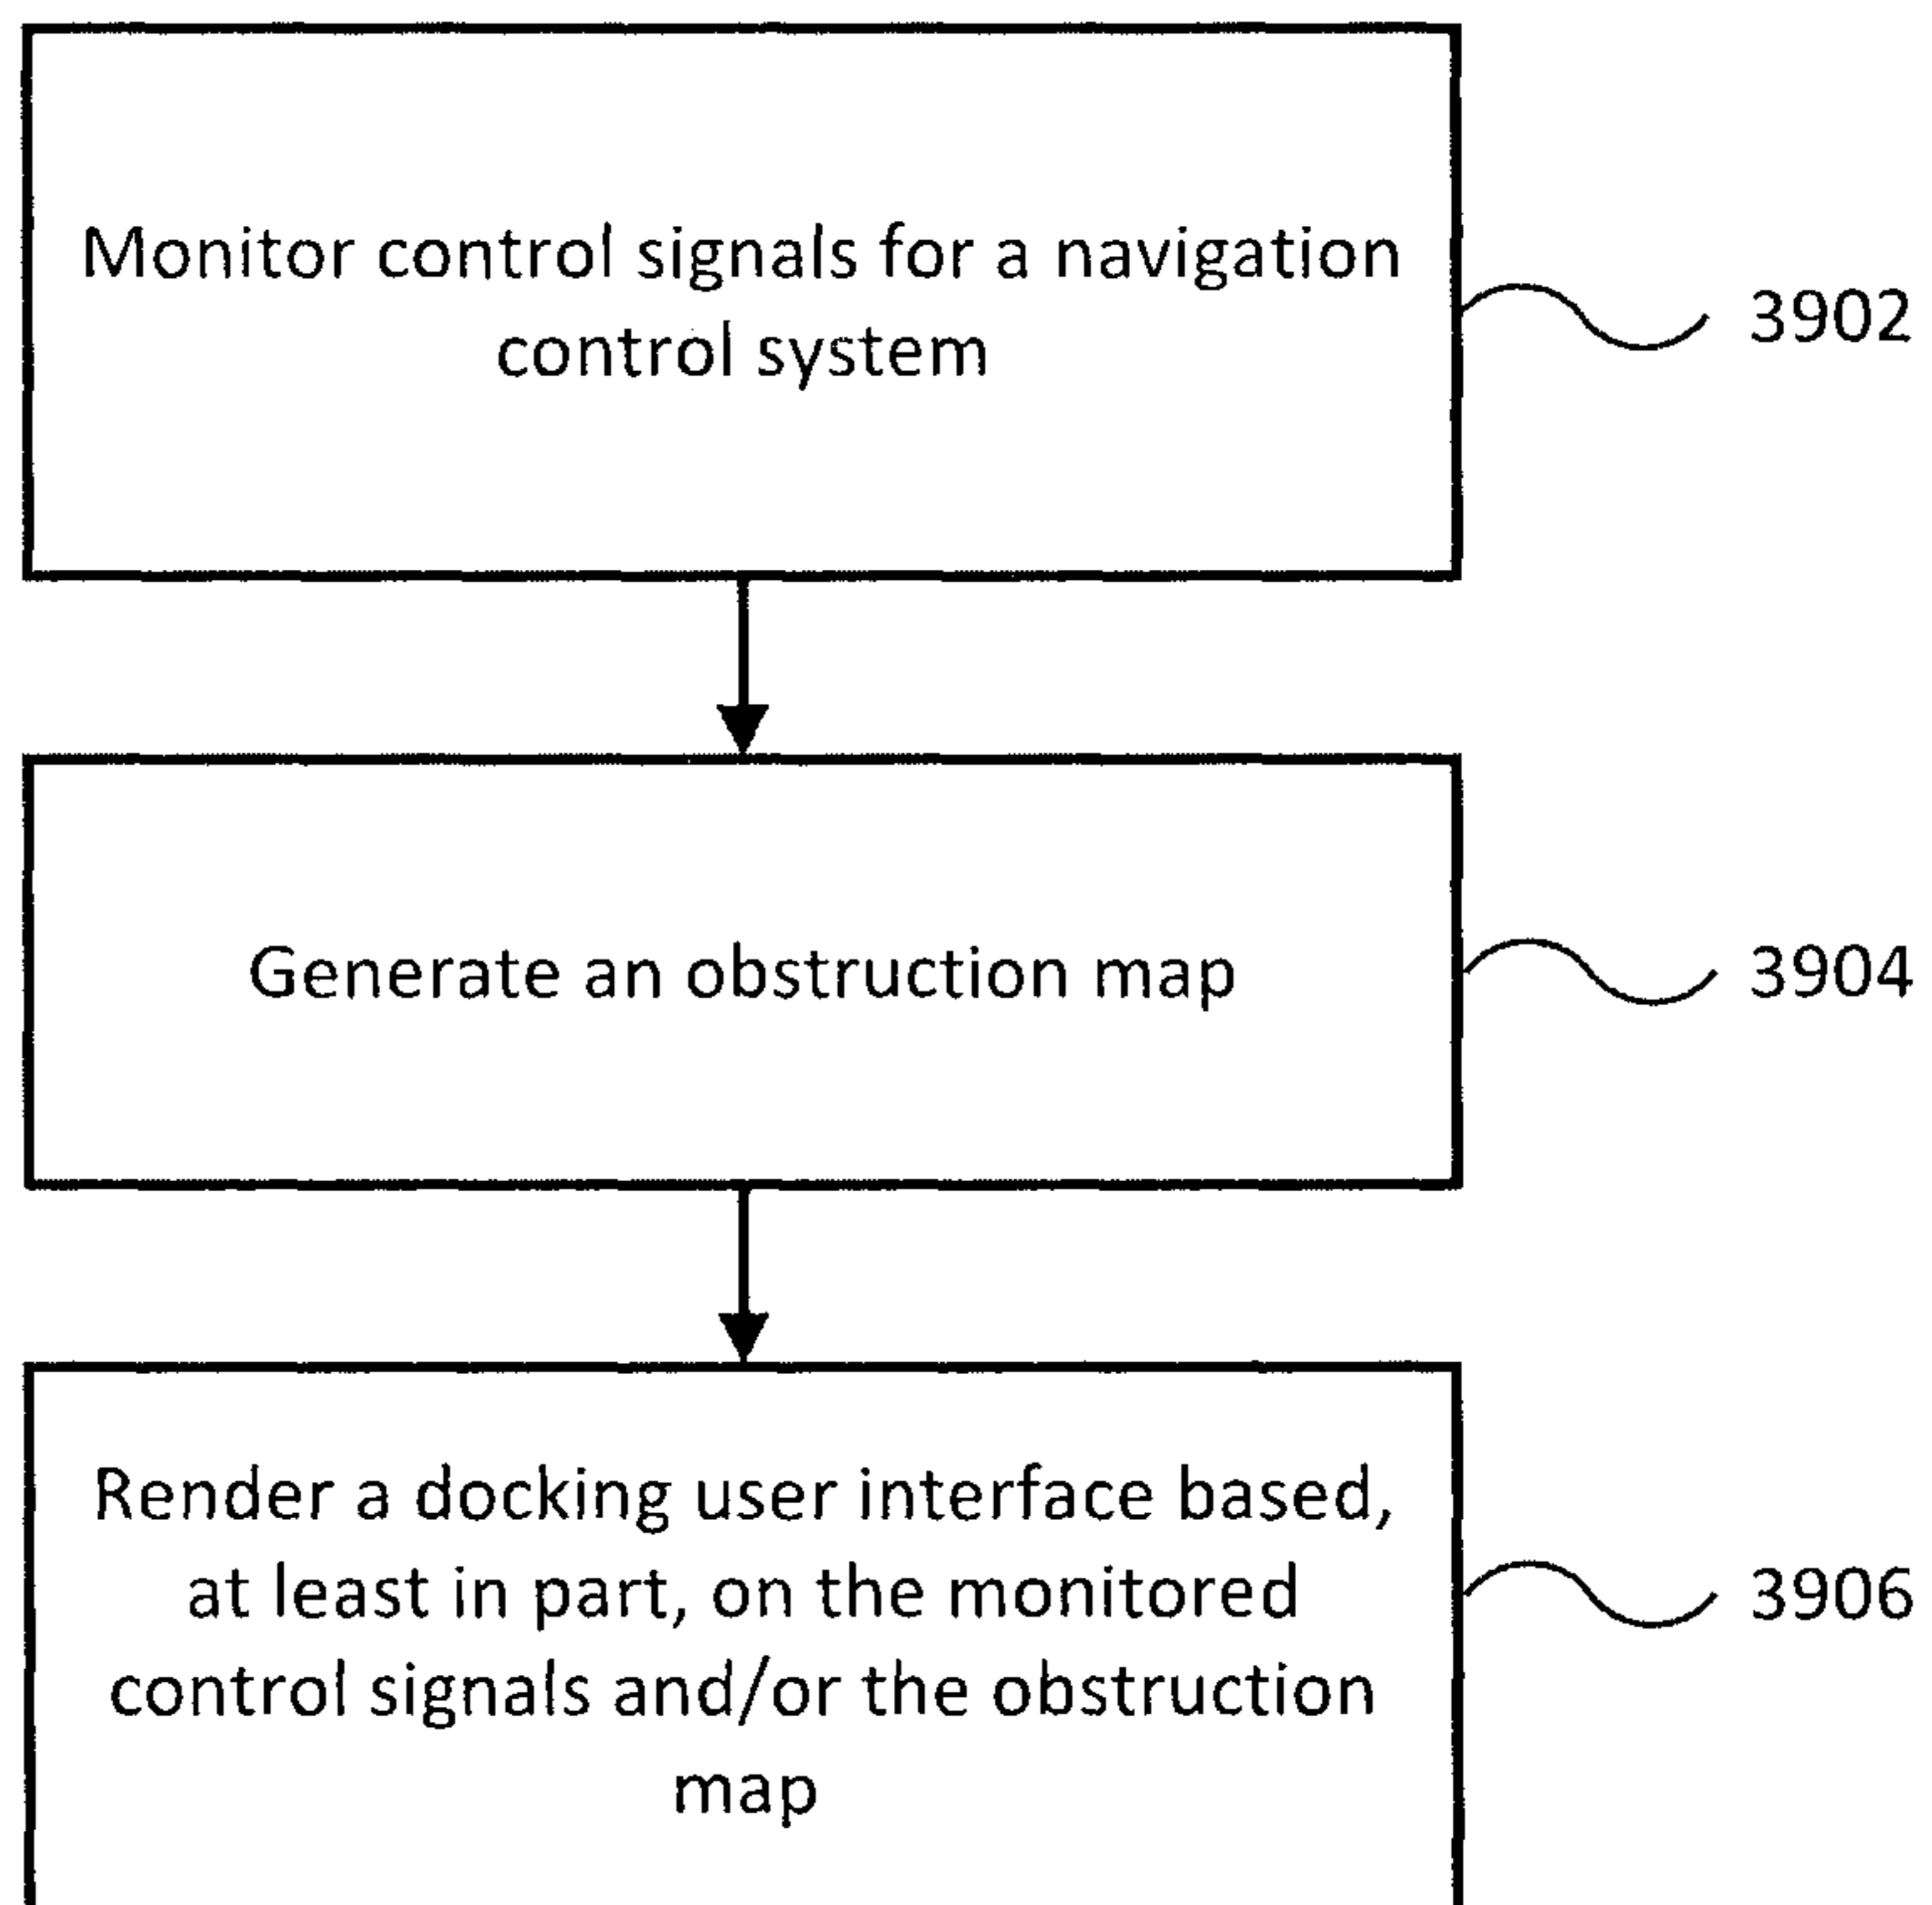 Monitor control signals for a navigation
control system
3902
Generate an obstruction map
3904
Render a docking user interface based,
at least in part, on the monitored
control signals and/or the obstruction
map
3906